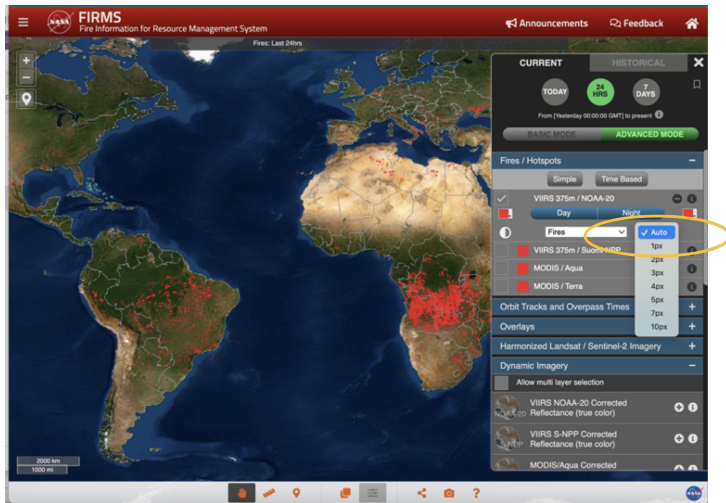 NASA
FIRMS
Fire Information for Resource Management System
Announcements
Feedback
Fires: Last 24hrs
+
−
CURRENT
HISTORICAL
TODAY
24
HRS
7
DAYS
From [Yesterday 00:00:00 GMT] to present
BASIC MODE
ADVANCED MODE
Fires / Hotspots
Simple
Time Based
VIIRS 375m / NOAA-20
Day
Night
Fires
Auto
1px
2px
3px
4px
5px
7px
10px
VIIRS 375m / Suomi NPP
MODIS / Aqua
MODIS / Terra
Orbit Tracks and Overpass Times
Overlays
Harmonized Landsat / Sentinel-2 Imagery
Dynamic Imagery
Allow multi layer selection
NOAA-20
VIIRS NOAA-20 Corrected
Reflectance (true color)
S-NPP
VIIRS S-NPP Corrected
Reflectance (true color)
MODIS/Aqua Corrected
2000 km
1000 mi